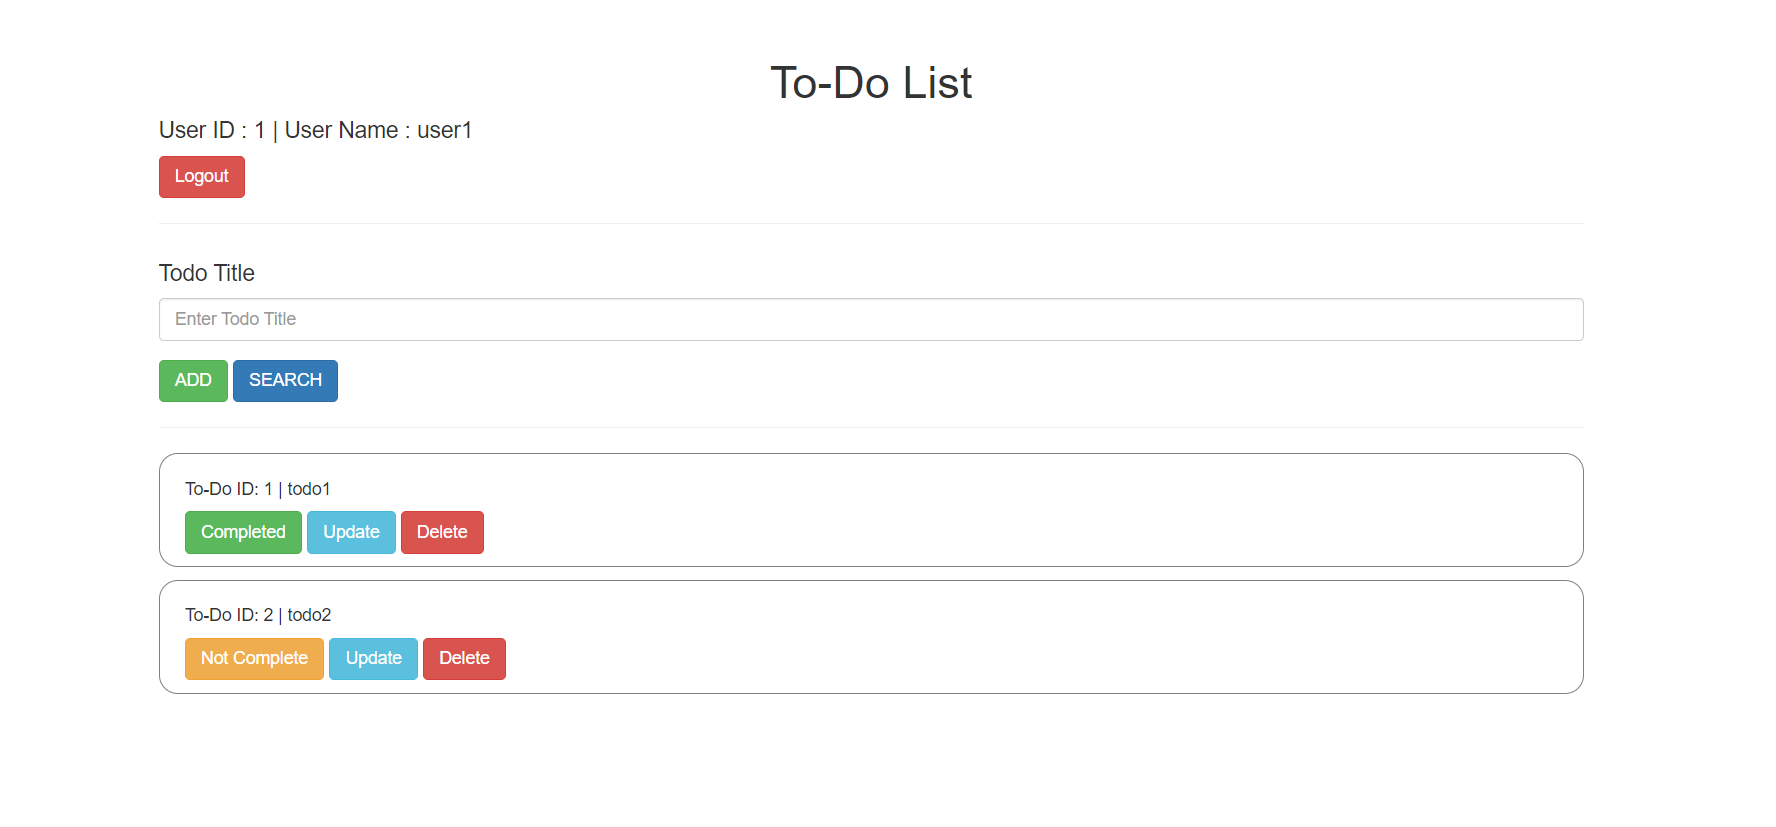 To-Do List
User ID : 1 | User Name : user1
Logout
Todo Title
Enter Todo Title
ADD SEARCH
To-Do ID: 1 | todo1
Completed Update Delete
To-Do ID: 2 | todo2
Not Complete Update Delete